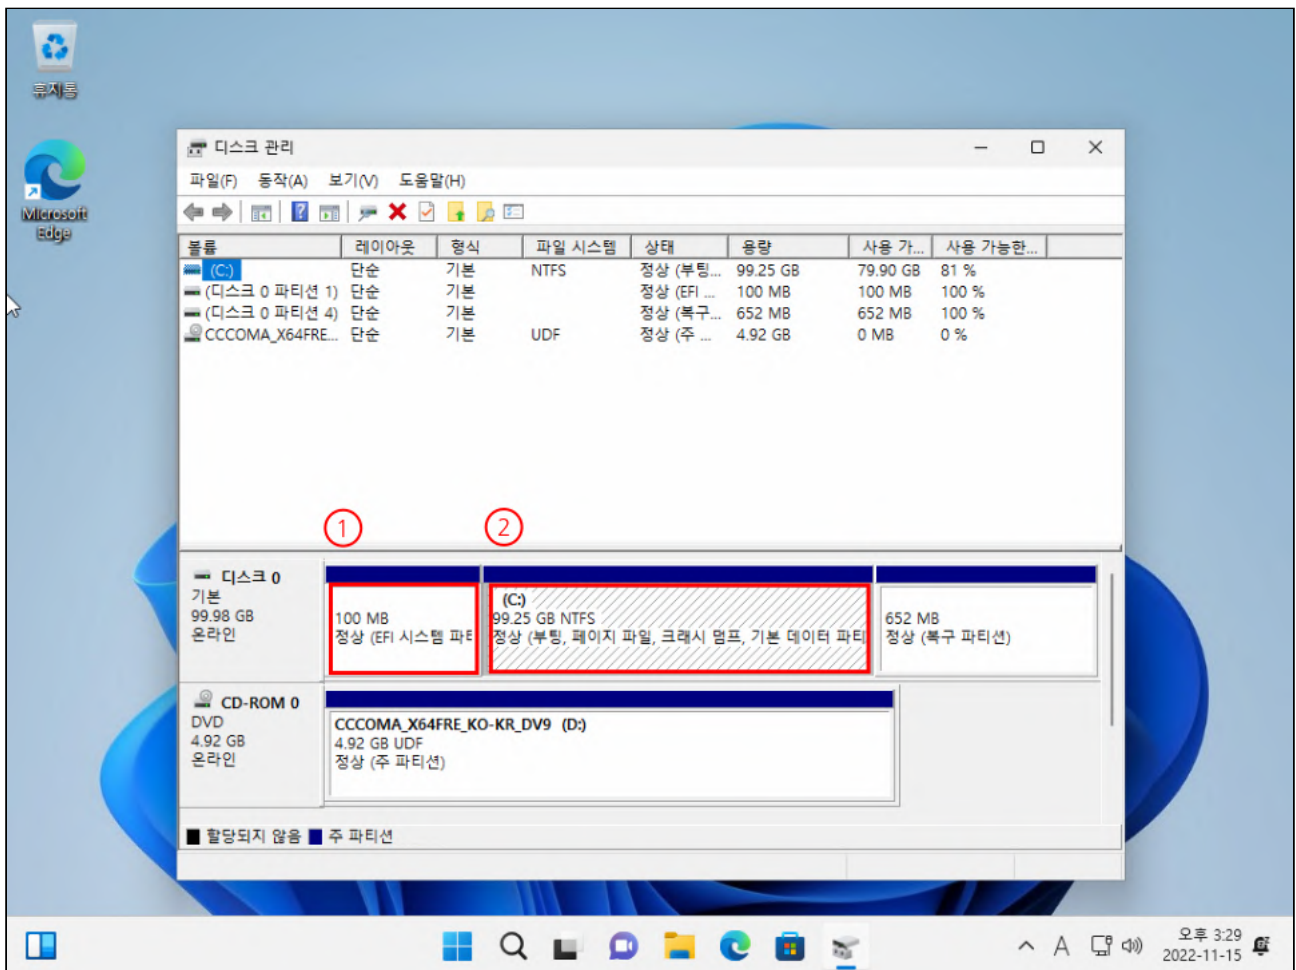 휴지통
Microsoft
Edge
디스크 관리
파일(F) 동작(A) 보기(V) 도움말(H)
볼륨 레이아웃 형식 파일 시스템 상태 용량 사용 가... 사용 가능한...
(C:) 단순 기본 NTFS 정상 (부팅... 99.25 GB 79.90 GB 81 %
(디스크 0 파티션 1) 단순 기본 정상 (EFI ... 100 MB 100 MB 100 %
(디스크 0 파티션 4) 단순 기본 정상 (복구... 652 MB 652 MB 100 %
CCCOMA_X64FRE... 단순 기본 UDF 정상 (주 ... 4.92 GB 0 MB 0 %
1 2
디스크 0
기본
99.98 GB
온라인
100 MB
정상 (EFI 시스템 파티
(C:)
99.25 GB NTFS
정상 (부팅, 페이지 파일, 크래시 덤프, 기본 데이터 파티
652 MB
정상 (복구 파티션)
CD-ROM 0
DVD
4.92 GB
온라인
CCCOMA_X64FRE_KO-KR_DV9 (D:)
4.92 GB UDF
정상 (주 파티션)
할당되지 않음 주 파티션
A
오후 3:29
2022-11-15